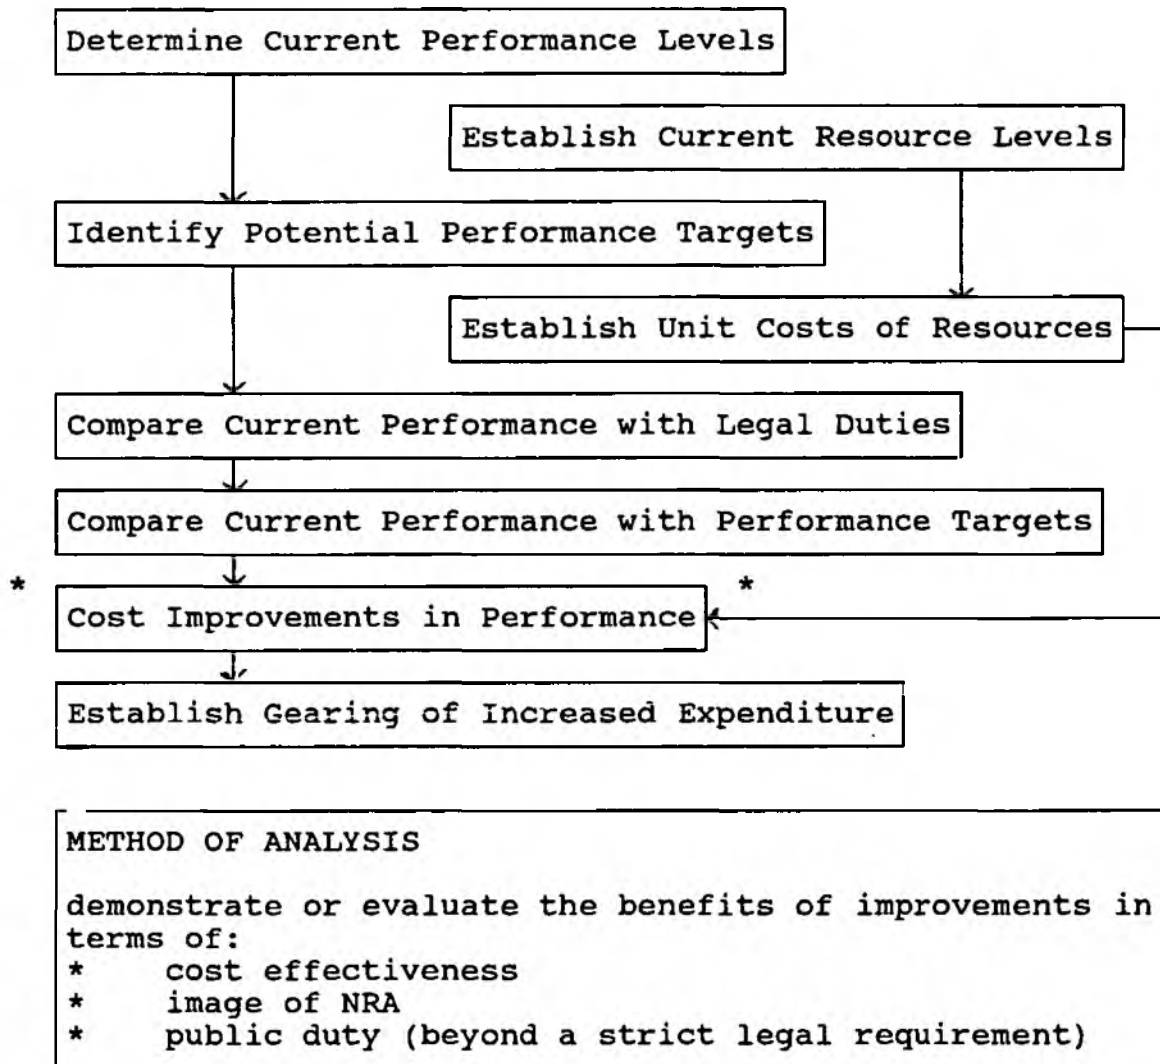 Determine Current Performance Levels
Establish Current Resource Levels
Identify Potential Performance Targets
Establish Unit Costs of Resources
Compare Current Performance with Legal Duties
Compare Current Performance with Performance Targets
* Cost Improvements in Performance *
Establish Gearing of Increased Expenditure
METHOD OF ANALYSIS
demonstrate or evaluate the benefits of improvements in
terms of:
* cost effectiveness
* image of NRA
* public duty (beyond a strict legal requirement)